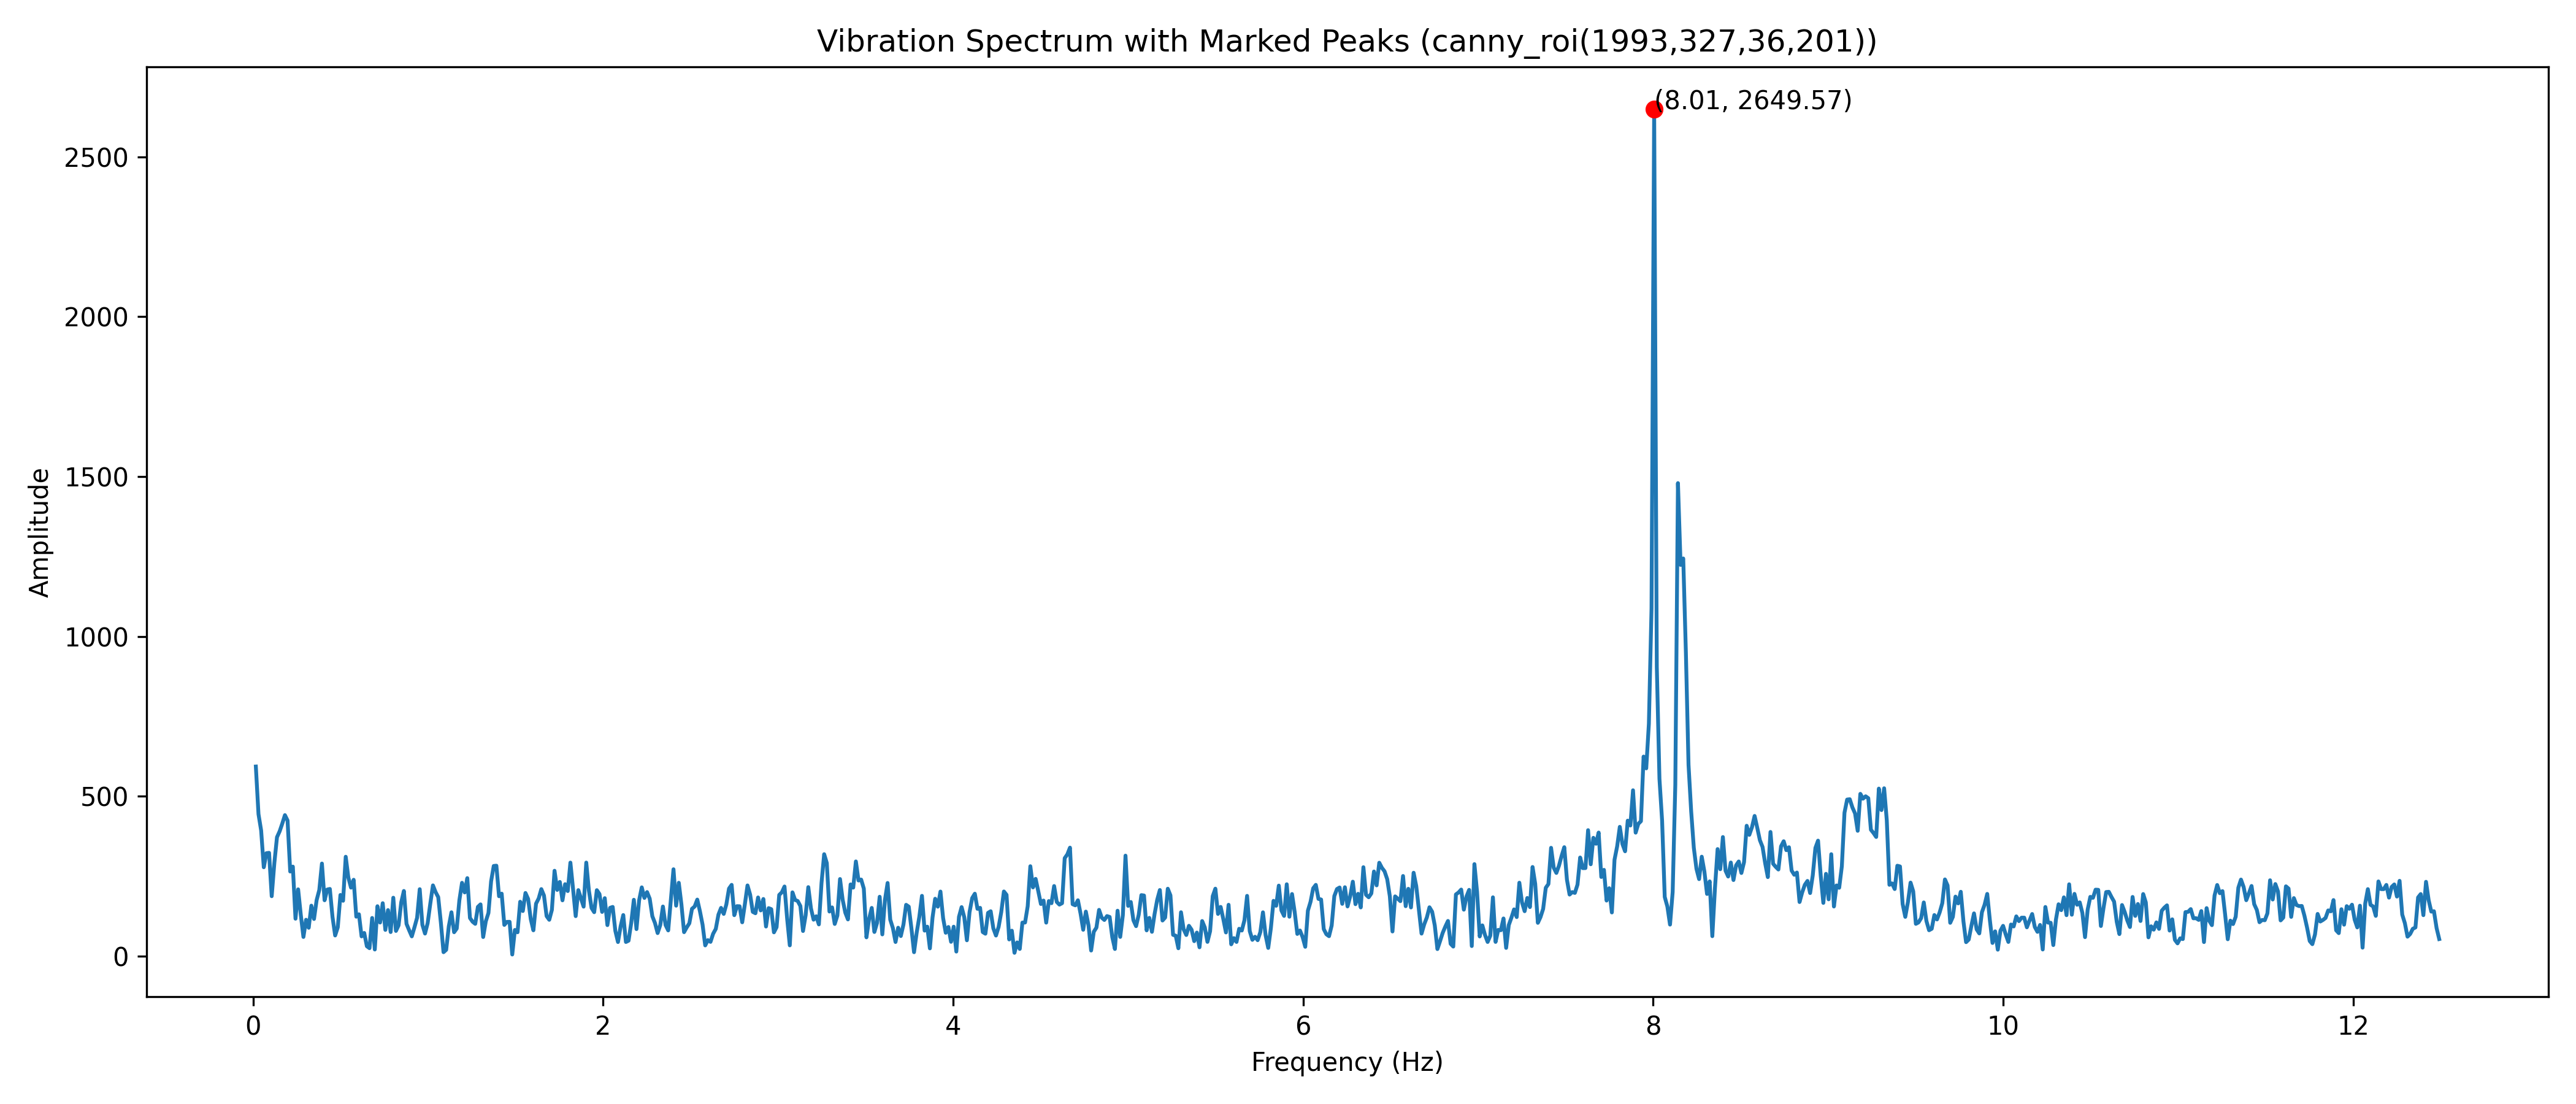 Vibration Spectrum with Marked Peaks (canny_roi(1993,327,36,201))
(8.01, 2649.57)
2500
2000
1500
1000
500
0
Amplitude
0 2 4 6 8 10 12
Frequency (Hz)